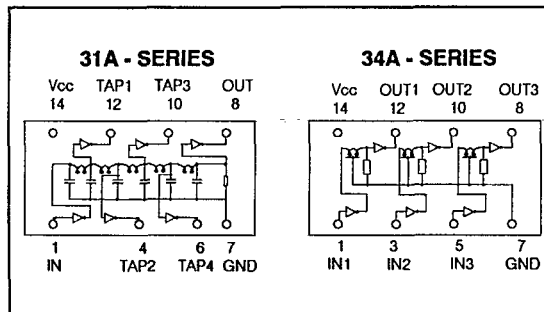 31A - SERIES
Vcc TAP1 TAP3 OUT
14 12 10 8
1 4 6 7
IN TAP2 TAP4 GND
34A - SERIES
Vcc OUT1 OUT2 OUT3
14 12 10 8
1 3 5 7
IN1 IN2 IN3 GND